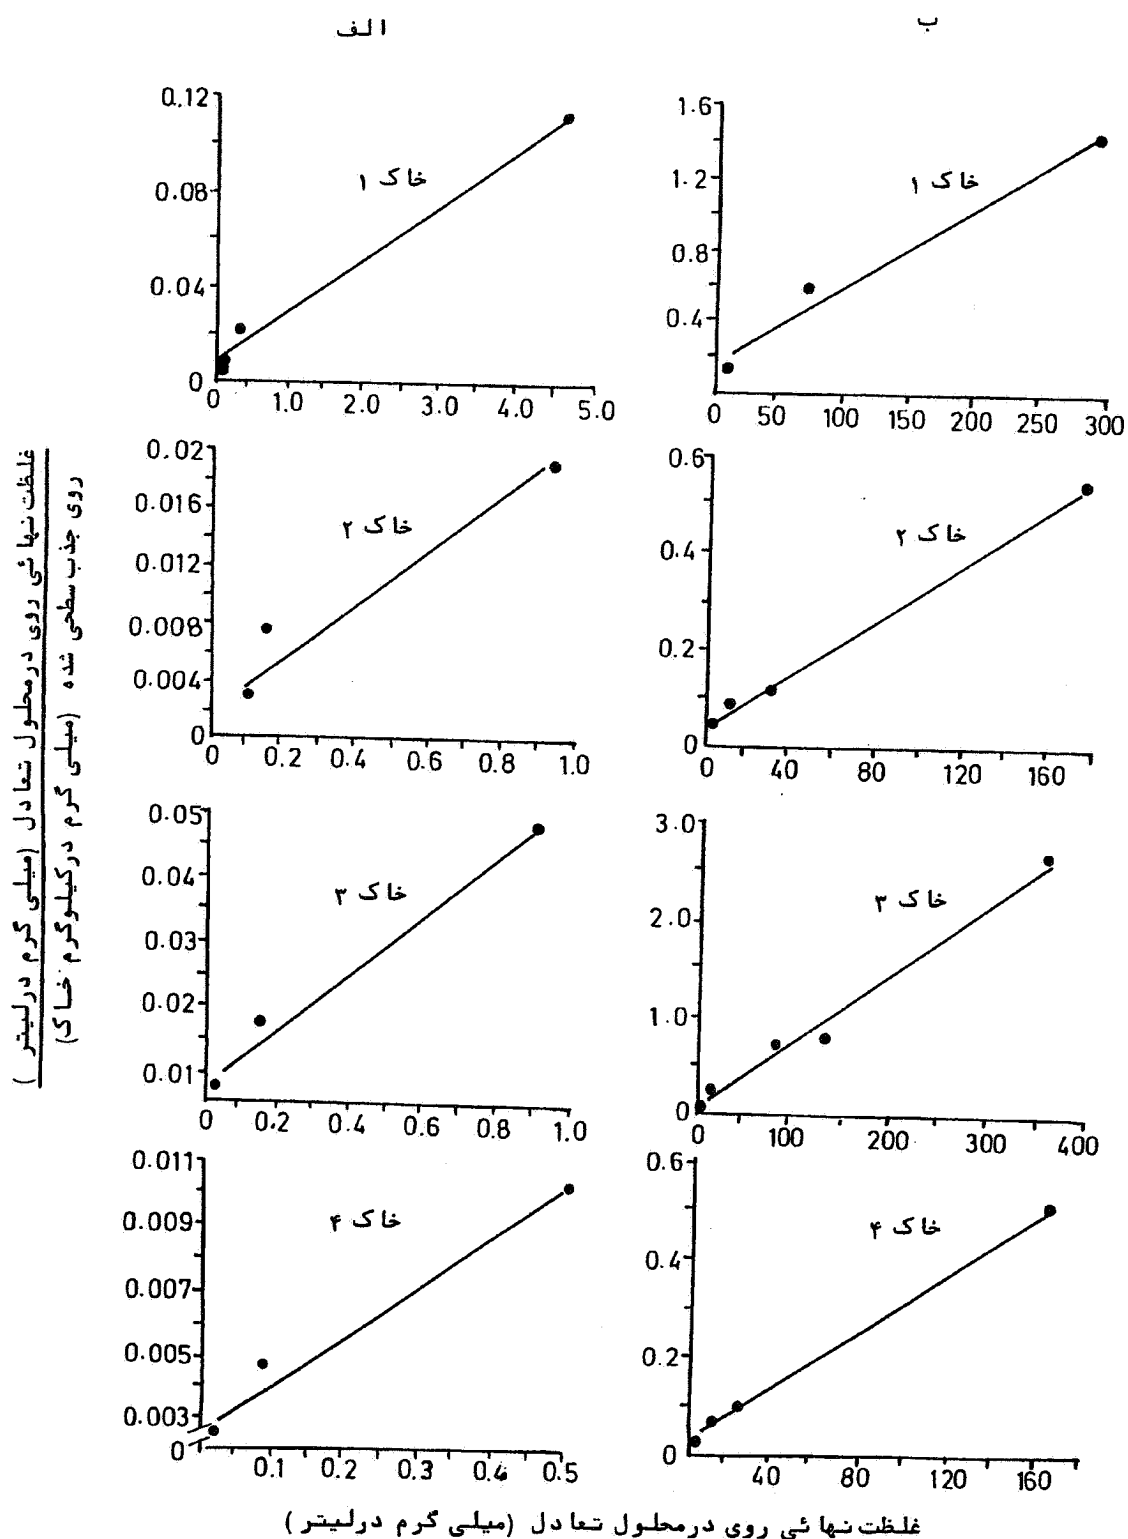 الف
ب
0.12
0.08
0.04
0
خاک ۱
0 1.0 2.0 3.0 4.0 5.0
1.6
1.2
0.8
0.4
خاک ۱
0 50 100 150 200 250 300
0.02
0.016
0.012
0.008
0.004
0
خاک ۲
0 0.2 0.4 0.6 0.8 1.0
0.6
0.4
0.2
0
خاک ۲
0 40 80 120 160
0.05
0.04
0.03
0.02
0.01
خاک ۳
0 0.2 0.4 0.6 0.8 1.0
3.0
2.0
1.0
0
خاک ۳
0 100 200 300 400
0.011
0.009
0.007
0.005
0.003
0
خاک ۴
0.1 0.2 0.3 0.4 0.5
0.6
0.4
0.2
0
خاک ۴
40 80 120 160
غلظت نهائی روی درمحلول تعادل (میلی گرم درلیتر)
روی جذب سطحی شده (میلی گرم درکیلوگرم خاک)
غلظت نهائی روی درمحلول تعادل (میلی گرم درلیتر)